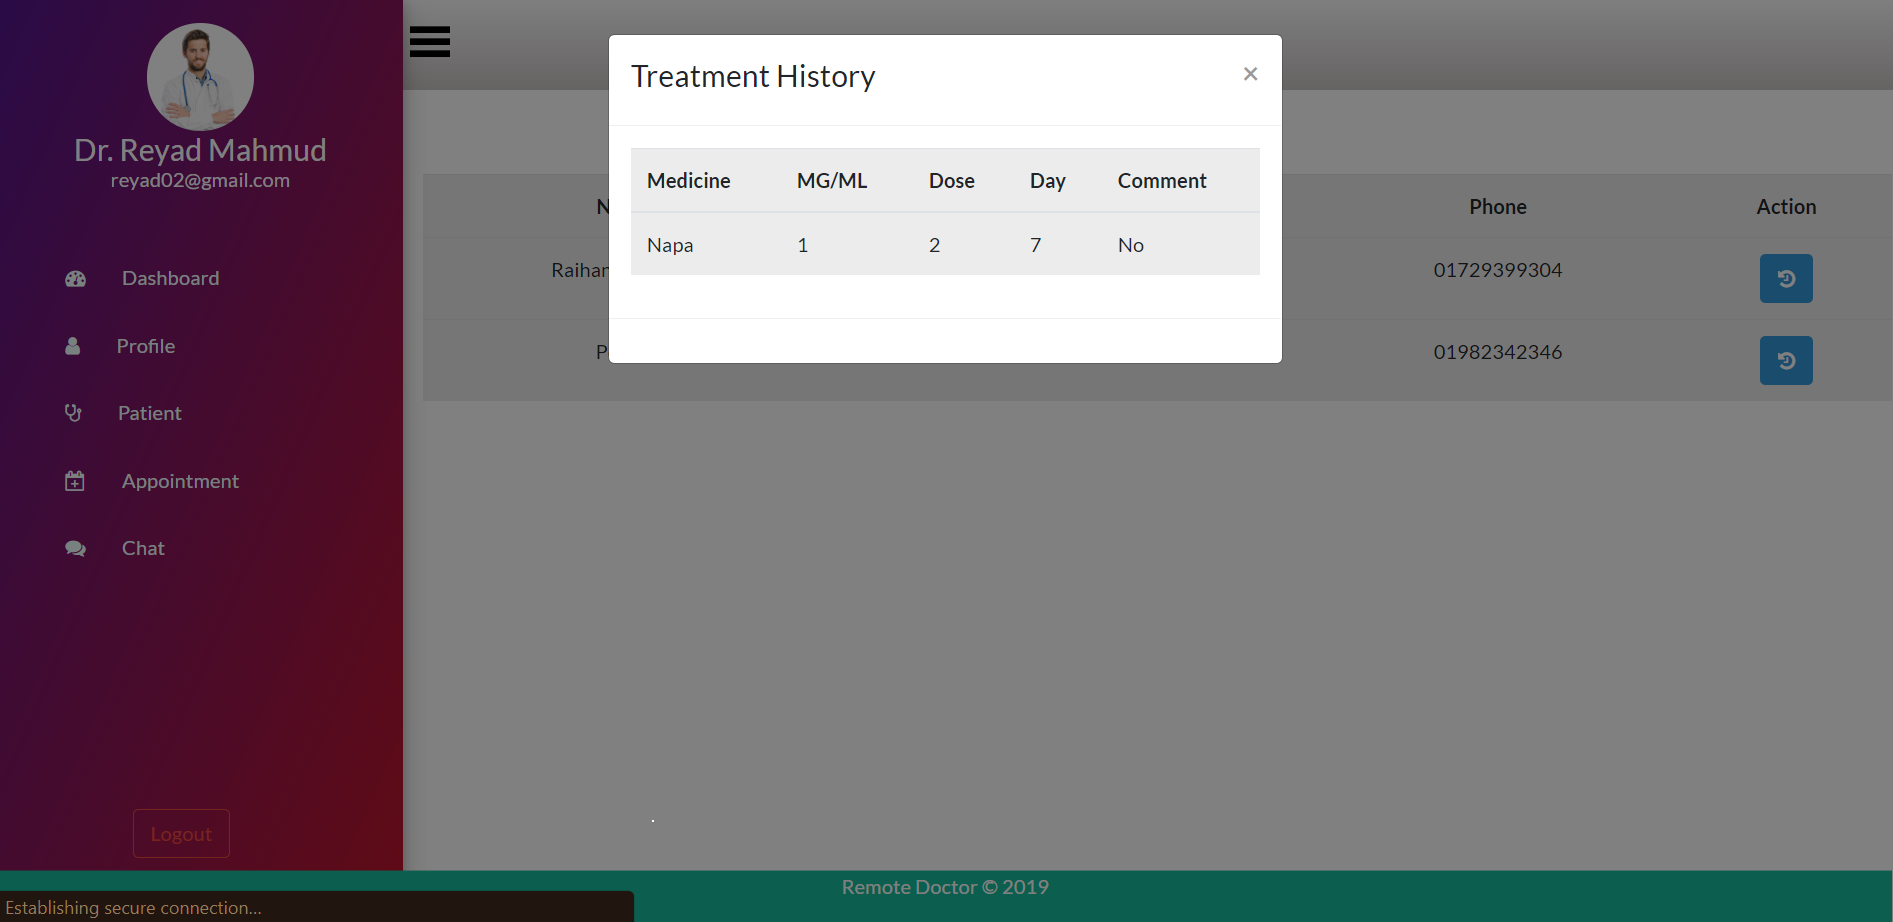 Dr. Reyad Mahmud
reyad02@gmail.com
Dashboard
Profile
Patient
Appointment
Chat
Logout
Treatment History ×
Medicine MG/ML Dose Day Comment
Napa 1 2 7 No
Phone Action
Raihan 01729399304
01982342346
Remote Doctor © 2019
Establishing secure connection...